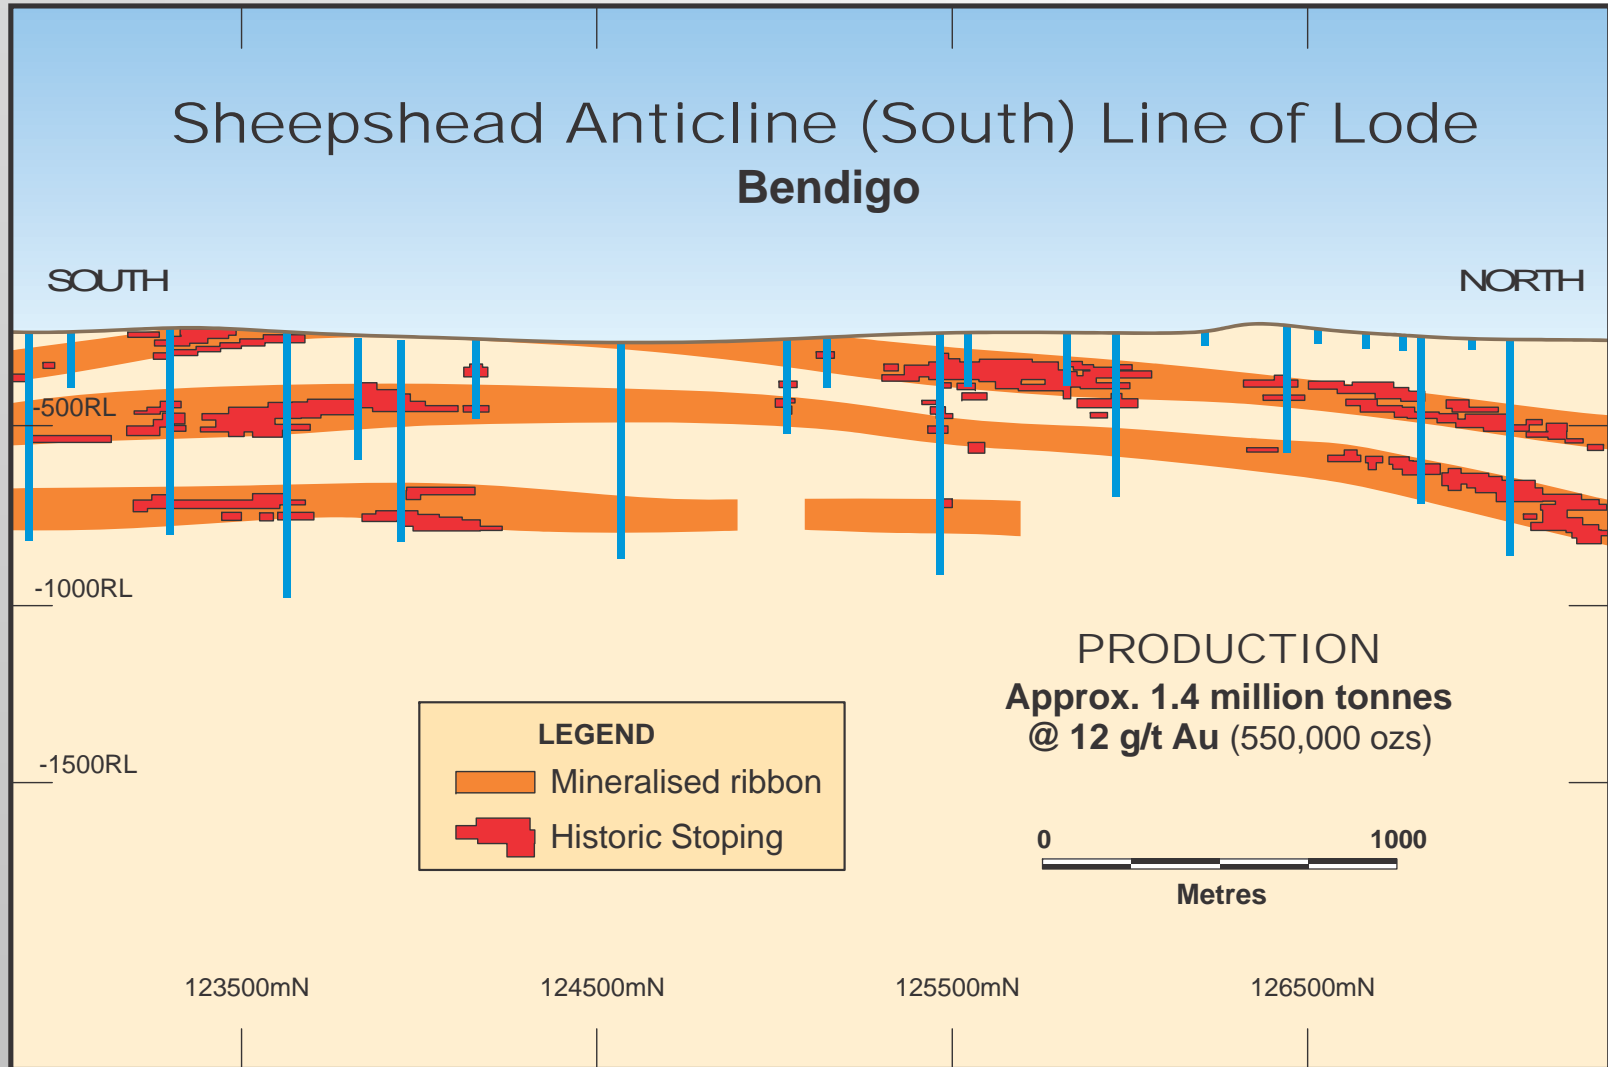 Sheepshead Anticline (South) Line of Lode
Bendigo
SOUTH
NORTH
-500RL
-1000RL
PRODUCTION
Approx. 1.4 million tonnes
@ 12 g/t Au (550,000 ozs)
LEGEND
Mineralised ribbon
Historic Stoping
-1500RL
0 1000
Metres
123500mN 124500mN 125500mN 126500mN